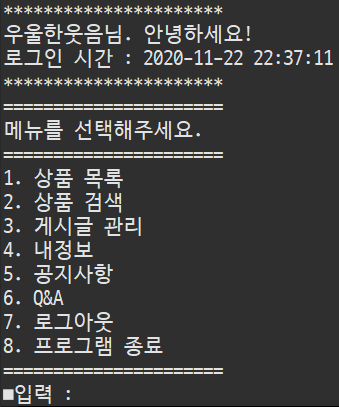 **********************
우울한웃음님. 안녕하세요!
로그인 시간 : 2020-11-22 22:37:11
**********************
======================
메뉴를 선택해주세요.
======================
1. 상품 목록
2. 상품 검색
3. 게시글 관리
4. 내정보
5. 공지사항
6. Q&A
7. 로그아웃
8. 프로그램 종료
======================
■입력 :